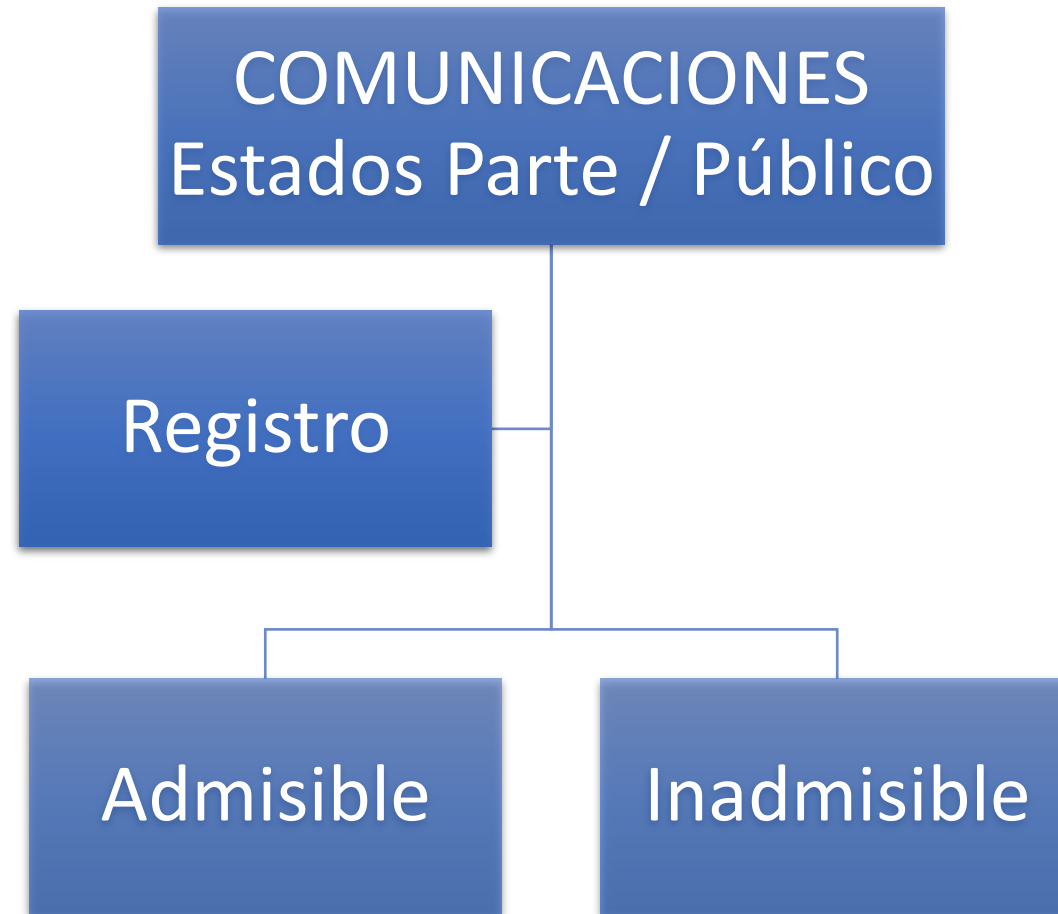 COMUNICACIONES
Estados Parte / Público
Registro
Admisible
Inadmisible